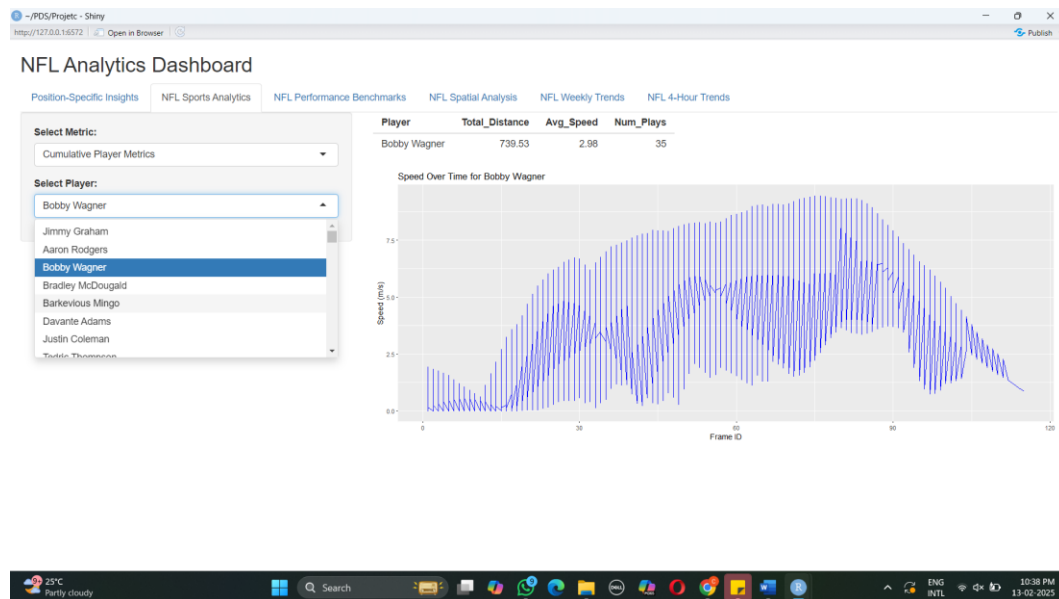 ~/PDS/Projetc - Shiny
http://127.0.0.1:6572 Open in Browser Publish
NFL Analytics Dashboard
Position-Specific Insights NFL Sports Analytics NFL Performance Benchmarks NFL Spatial Analysis NFL Weekly Trends NFL 4-Hour Trends
Select Metric:
Cumulative Player Metrics
Select Player:
Bobby Wagner
Jimmy Graham
Aaron Rodgers
Bobby Wagner
Bradley McDougald
Barkevious Mingo
Davante Adams
Justin Coleman
Tedric Thompson
Player Total_Distance Avg_Speed Num_Plays
Bobby Wagner 739.53 2.98 35
Speed Over Time for Bobby Wagner
Speed (m/s)
7.5
5.0
2.5
0.0
0 30 60 90 120
Frame ID
9+ 25°C
Partly cloudy
Search
DELL
9
ENG
INTL
10:38 PM
13-02-2025